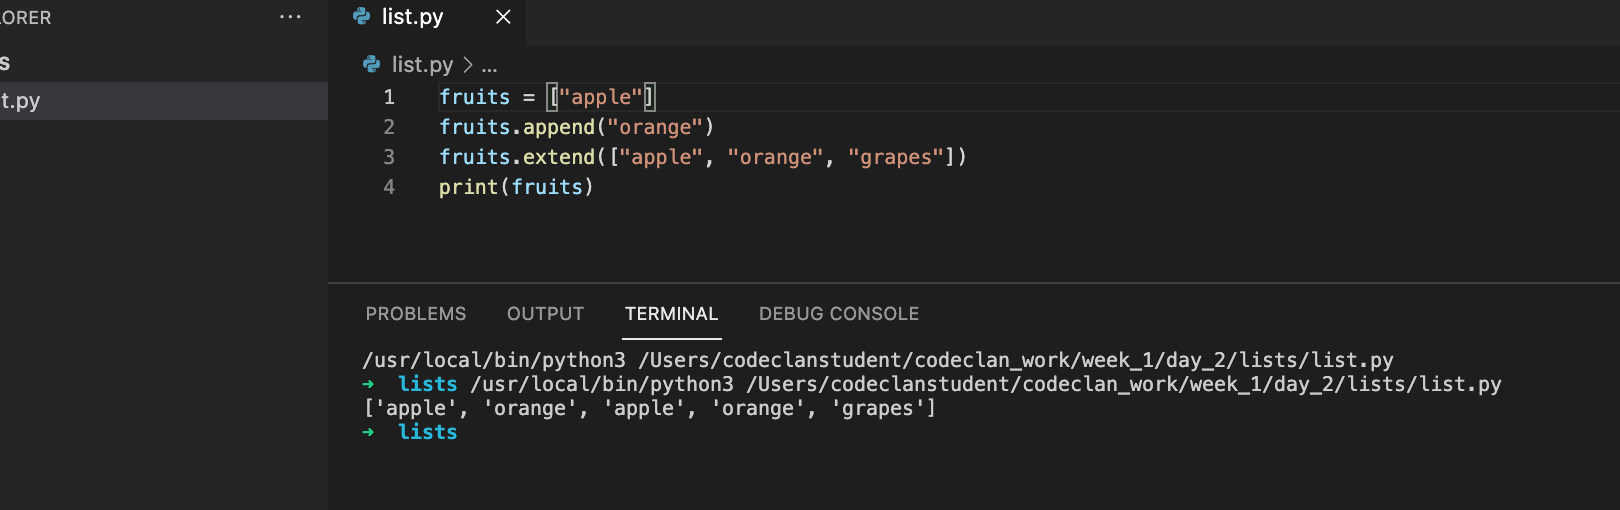 LORER ...
list.py ×
s
list.py > ...
t.py
1 fruits = ["apple"]
2 fruits.append("orange")
3 fruits.extend(["apple", "orange", "grapes"])
4 print(fruits)
PROBLEMS OUTPUT TERMINAL DEBUG CONSOLE
/usr/local/bin/python3 /Users/codeclanstudent/codeclan_work/week_1/day_2/lists/list.py
➜ lists /usr/local/bin/python3 /Users/codeclanstudent/codeclan_work/week_1/day_2/lists/list.py
['apple', 'orange', 'apple', 'orange', 'grapes']
➜ lists